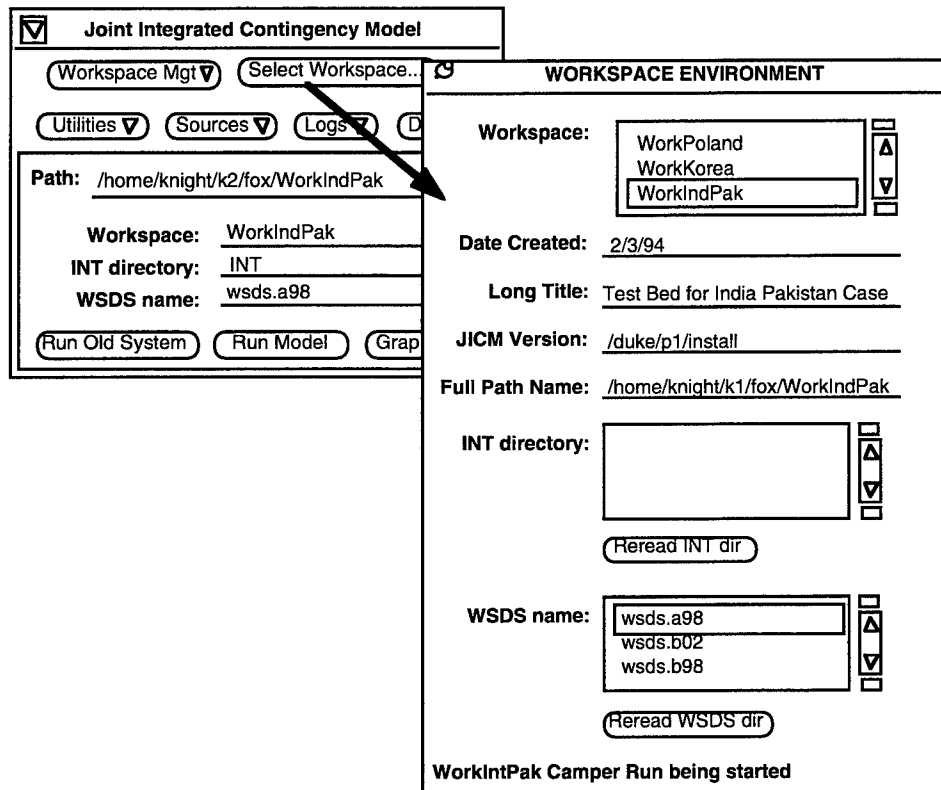 Joint Integrated Contingency Model
Workspace Mgt
Select Workspace...
Utilities
Sources
Logs
D
Path: /home/knight/k2/fox/WorkIndPak
Workspace: WorkIndPak
INT directory: INT
WSDS name: wsds.a98
Run Old System
Run Model
Grap
WORKSPACE ENVIRONMENT
Workspace:
WorkPoland
WorkKorea
WorkIndPak
Date Created: 2/3/94
Long Title: Test Bed for India Pakistan Case
JICM Version: /duke/p1/install
Full Path Name: /home/knight/k1/fox/WorkIndPak
INT directory:
Reread INT dir
WSDS name:
wsds.a98
wsds.b02
wsds.b98
Reread WSDS dir
WorkIntPak Camper Run being started